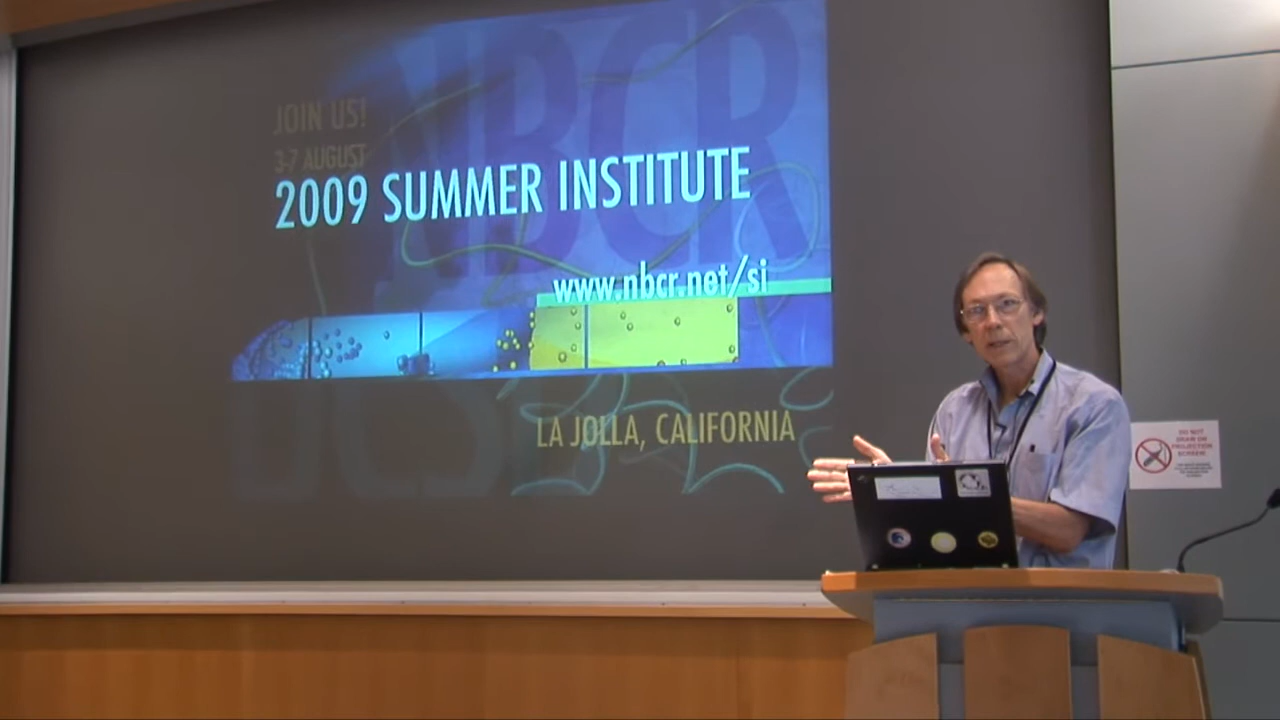 NBCR
JOIN US!
3-7 AUGUST
2009 SUMMER INSTITUTE
www.nbcr.net/si
LA JOLLA, CALIFORNIA
DO NOT
DRAW ON
PROJECTION
SCREEN!